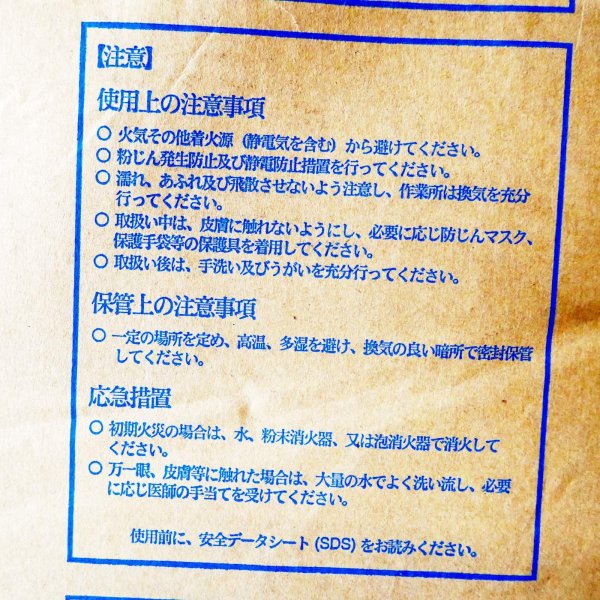 【注意】
使用上の注意事項
○ 火気その他着火源（静電気を含む）から避けてください。
○ 粉じん発生防止及び静電防止措置を行ってください。
○ 濡れ、あふれ及び飛散させないよう注意し、作業所は換気を充分
行ってください。
○ 取扱い中は、皮膚に触れないようにし、必要に応じ防じんマスク、
保護手袋等の保護具を着用してください。
○ 取扱い後は、手洗い及びうがいを充分行ってください。
保管上の注意事項
○ 一定の場所を定め、高温、多湿を避け、換気の良い暗所で密封保管
してください。
応急措置
○ 初期火災の場合は、水、粉末消火器、又は泡消火器で消火して
ください。
○ 万一眼、皮膚等に触れた場合は、大量の水でよく洗い流し、必要
に応じ医師の手当てを受けてください。
使用前に、安全データシート (SDS) をお読みください。